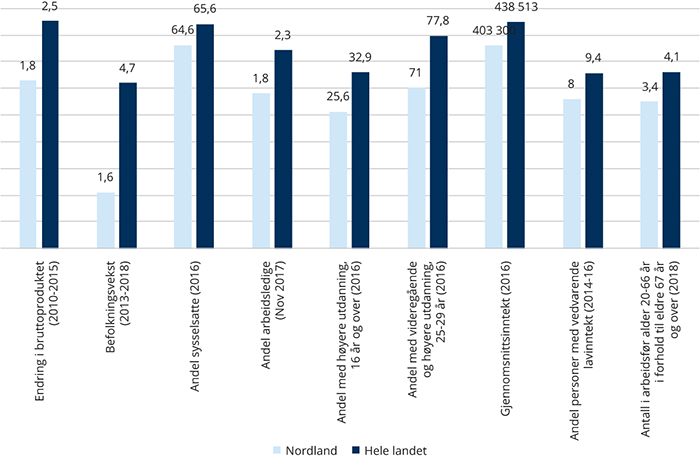 2,5
1,8
4,7
1,6
65,6
64,6
2,3
1,8
32,9
25,6
77,8
71
438 513
403 300
9,4
8
4,1
3,4
Endring i bruttoproduktet
(2010-2015)
Befolkningsvekst
(2013-2018)
Andel sysselsatte (2016)
Andel arbeidsledige
(Nov 2017)
Andel med høyere utdanning,
16 år og over (2016)
Andel med videregående
og høyere utdanning,
25-29 år (2016)
Gjennomsnittsinntekt (2016)
Andel personer med vedvarende
lavinntekt (2014-16)
Antall i arbeidsfør alder 20-66 år
i forhold til eldre 67 år
og over (2018)
Nordland
Hele landet